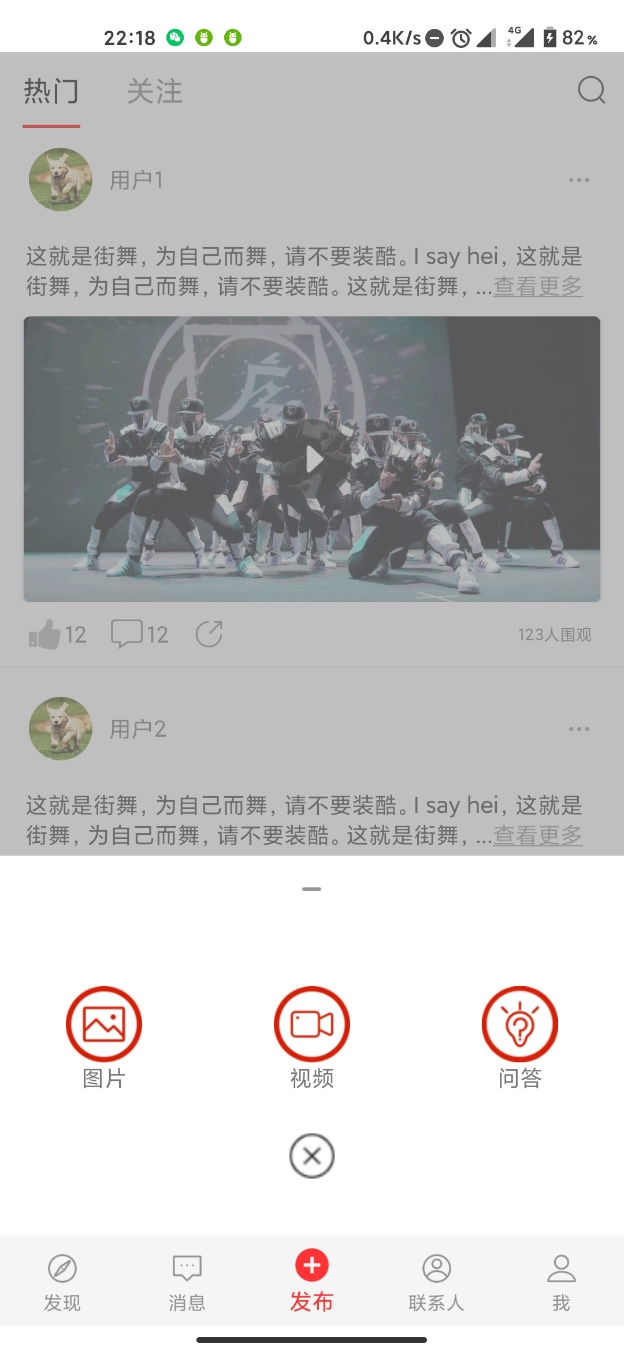 22:18
0.4K/s
4G
82%
热门 关注
用户1
这就是街舞，为自己而舞，请不要装酷。I say hei，这就是
街舞，为自己而舞，请不要装酷。这就是街舞，...查看更多
12 12 123人围观
用户2
这就是街舞，为自己而舞，请不要装酷。I say hei，这就是
街舞，为自己而舞，请不要装酷。这就是街舞，...查看更多
图片 视频 问答
发现 消息 发布 联系人 我